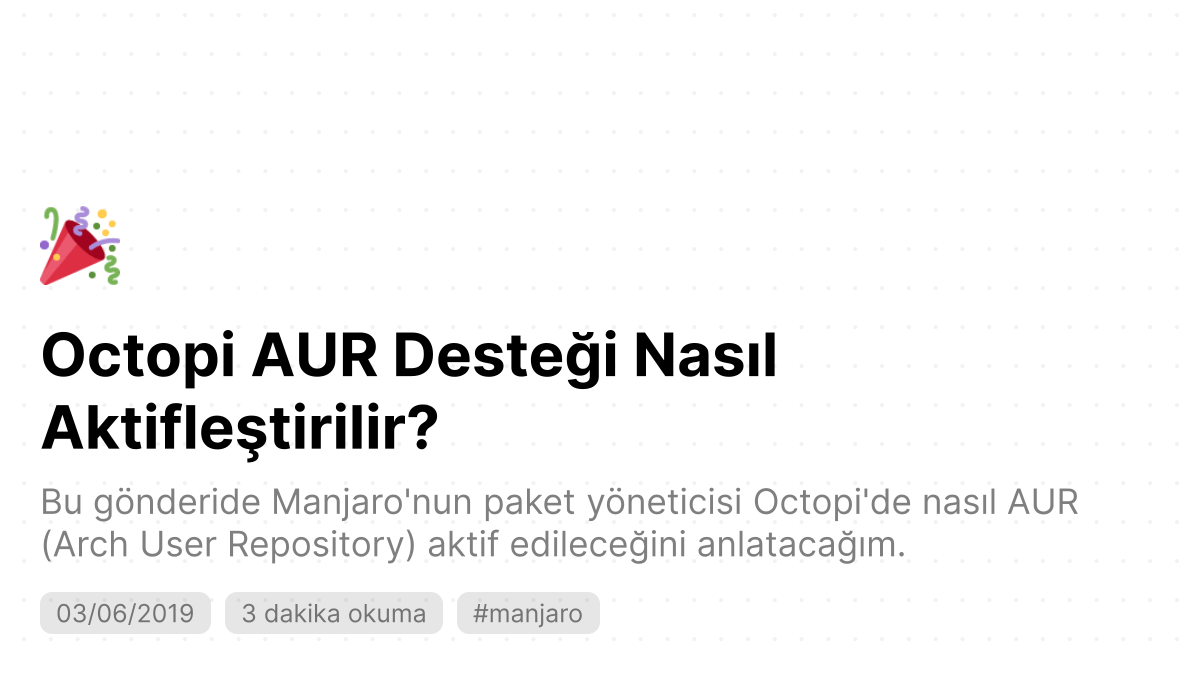 Octopi AUR Desteği Nasıl
Aktifleştirilir?
Bu gönderide Manjaro'nun paket yöneticisi Octopi'de nasıl AUR
(Arch User Repository) aktif edileceğini anlatacağım.
03/06/2019 3 dakika okuma #manjaro